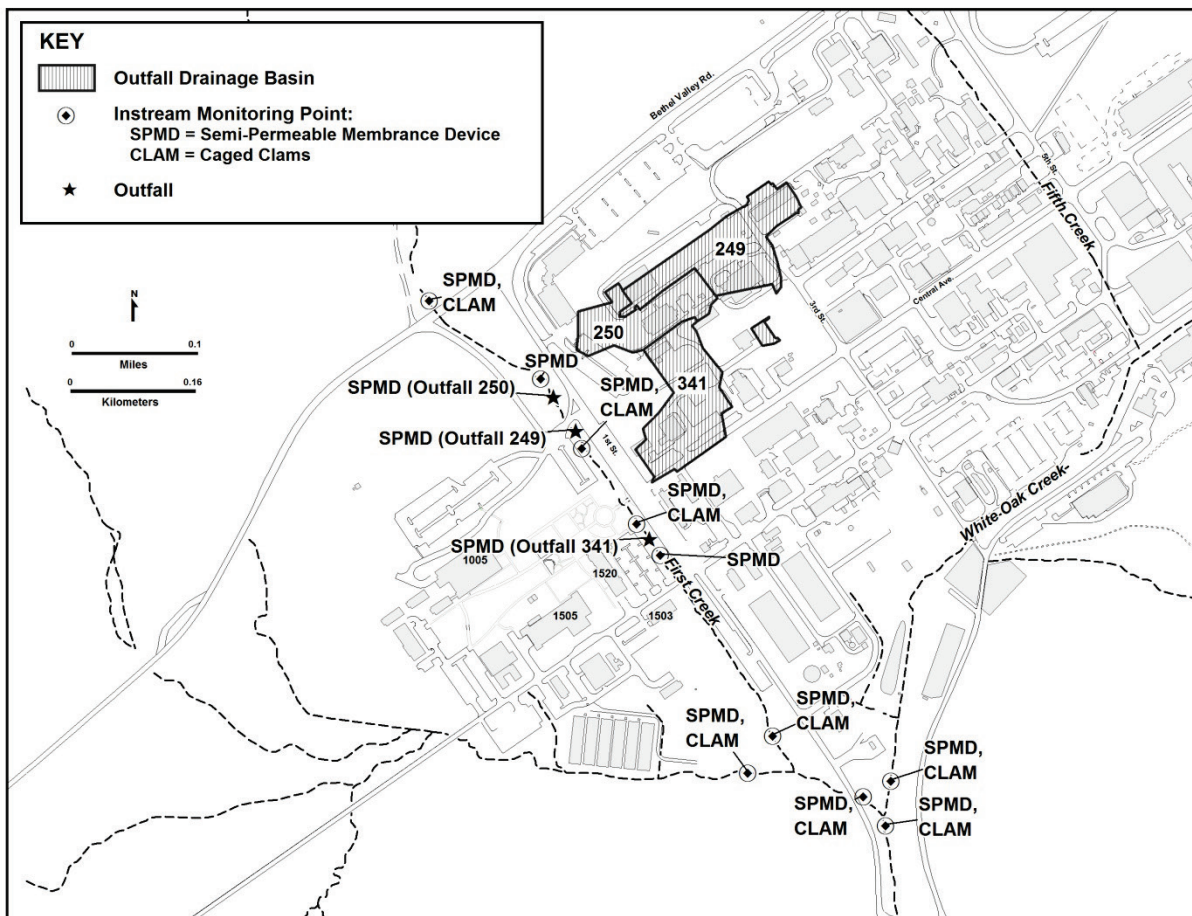 KEY
Outfall Drainage Basin
Instream Monitoring Point:
SPMD = Semi-Permeable Membrance Device
CLAM = Caged Clams
Outfall
N
0 0.1
Miles
0 0.16
Kilometers
Bethel Valley Rd.
5th St.
Fifth Creek
249
Central Ave.
3rd St.
SPMD,
CLAM
250
SPMD
341
SPMD (Outfall 250)
SPMD,
CLAM
SPMD (Outfall 249)
1st St.
White-Oak Creek
SPMD,
CLAM
SPMD (Outfall 341)
SPMD
First Creek
1005
1520
1505
1503
SPMD,
CLAM
SPMD,
CLAM
SPMD,
CLAM
SPMD,
CLAM
SPMD,
CLAM